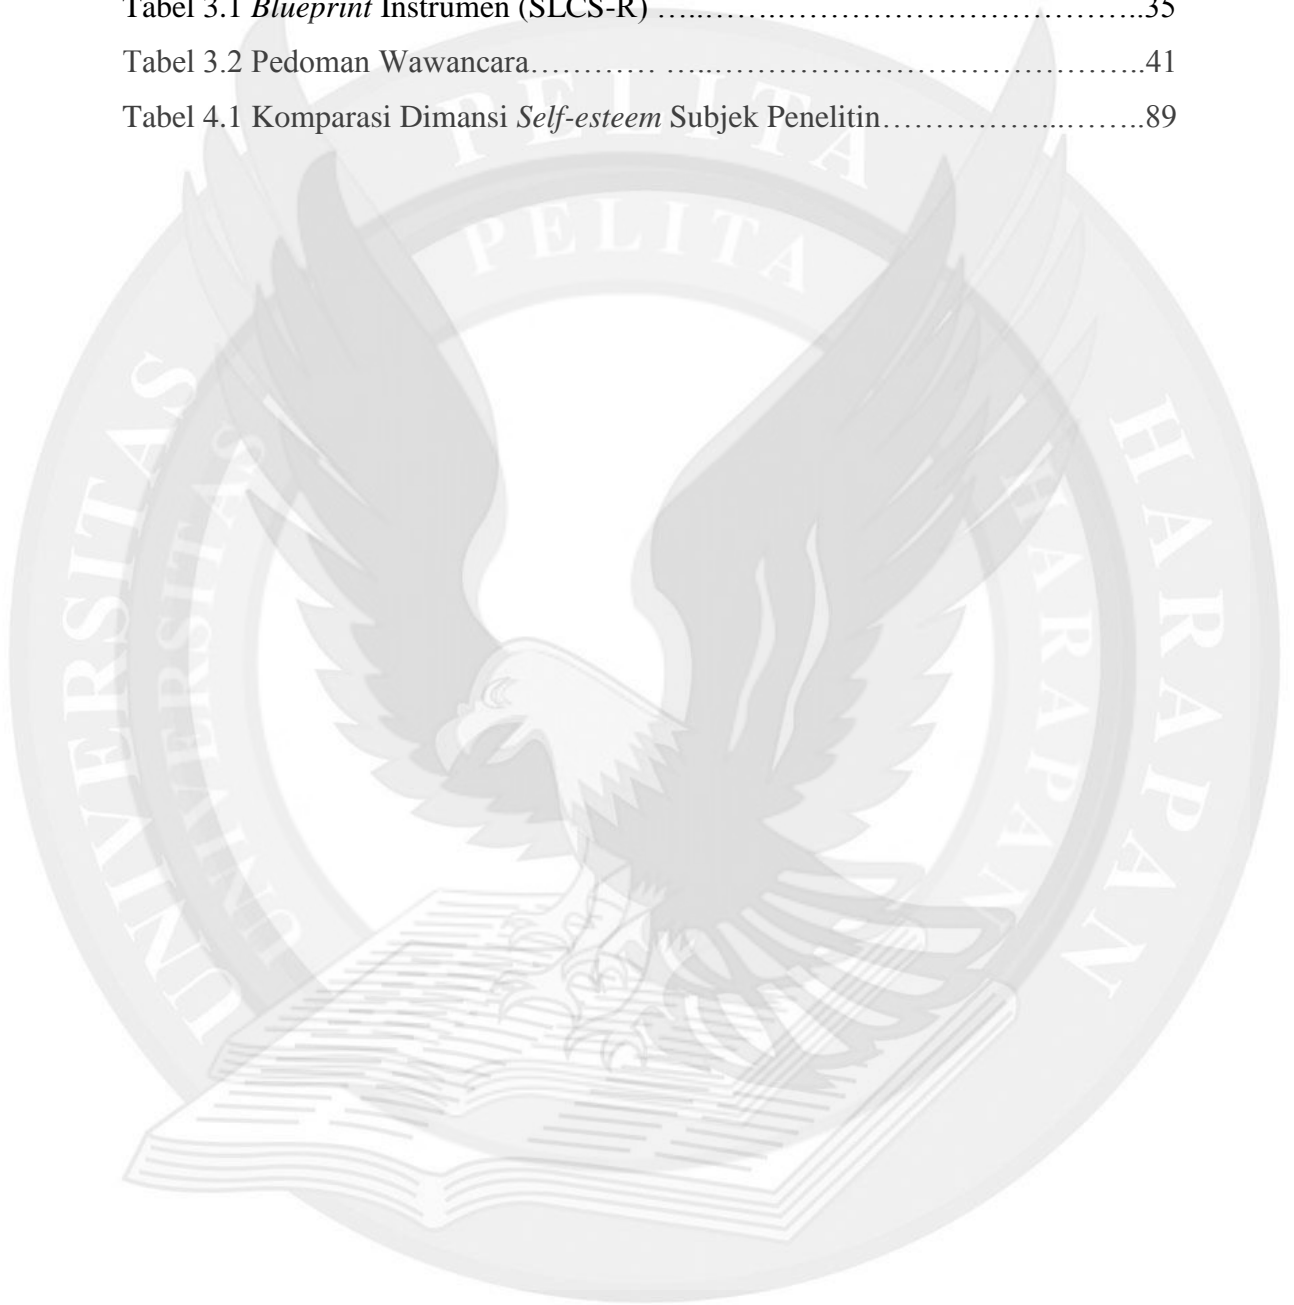 Tabel 3.1 Blueprint Instrumen (SLCS-R) …..…….………………………………..35
Tabel 3.2 Pedoman Wawancara………… …..…………………………………..41
Tabel 4.1 Komparasi Dimansi Self-esteem Subjek Penelitin……………...……..89
PELITA
PELITA
UNIVERSITAS
UNIVERSITAS
HARAPAN
HARAPAN